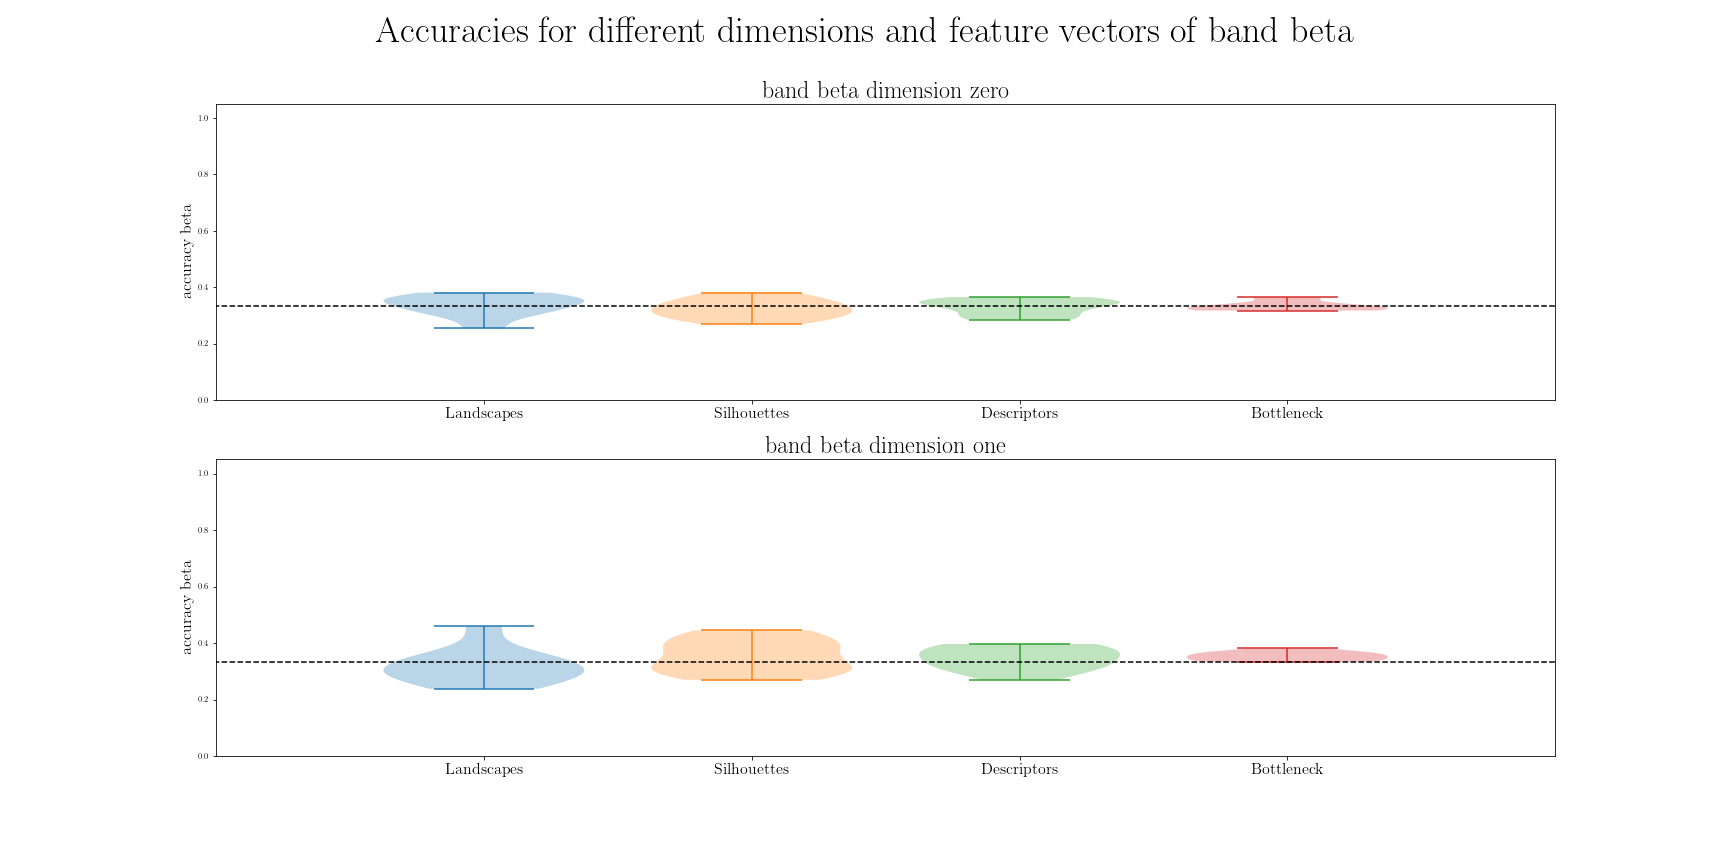 Accuracies for different dimensions and feature vectors of band beta
band beta dimension zero
1.0
0.8
0.6
0.4
0.2
0.0
accuracy beta
Landscapes Silhouettes Descriptors Bottleneck
band beta dimension one
1.0
0.8
0.6
0.4
0.2
0.0
accuracy beta
Landscapes Silhouettes Descriptors Bottleneck